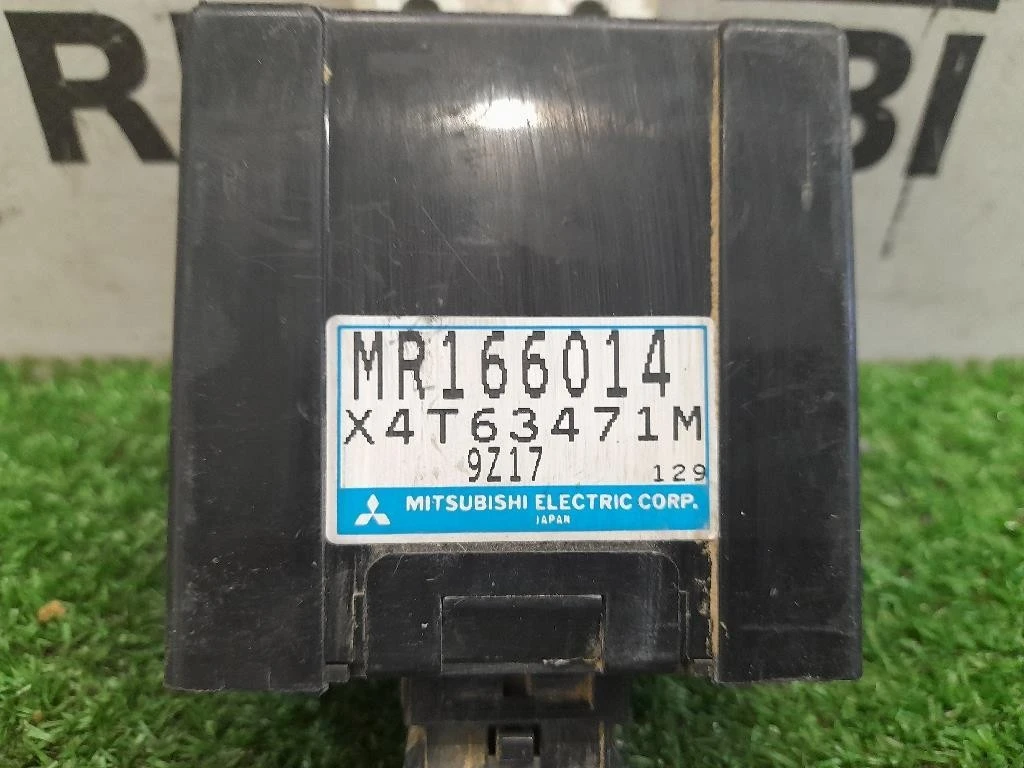 MR166014
X4T63471M
9Z17 129
MITSUBISHI ELECTRIC CORP.
JAPAN